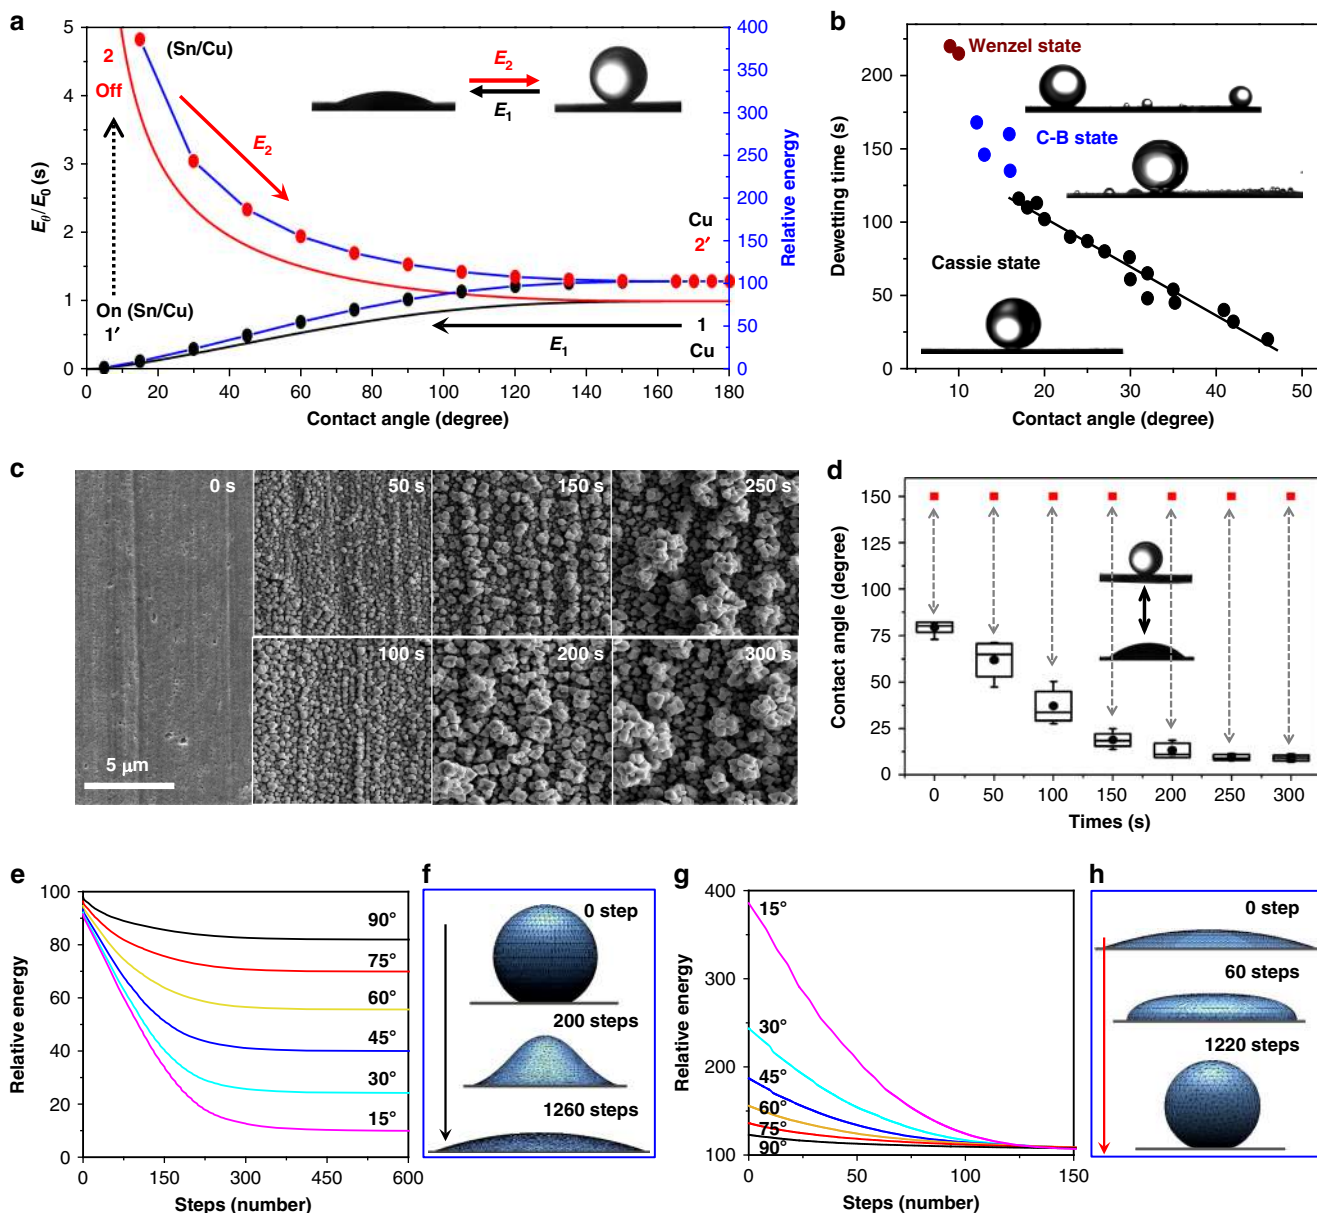 a
5
4
3
2
1
0
E_θ/E_0 (s)
2
Off
(Sn/Cu)
E_2
E_2
E_1
Cu
2′
On (Sn/Cu)
1′
1
Cu
E_1
400
350
300
250
200
150
100
50
0
Relative energy
0 20 40 60 80 100 120 140 160 180
Contact angle (degree)
b
200
150
100
50
0
Dewetting time (s)
Wenzel state
C-B state
Cassie state
10 20 30 40 50
Contact angle (degree)
c
0 s
50 s
150 s
250 s
100 s
200 s
300 s
5 μm
d
150
125
100
75
50
25
0
Contact angle (degree)
0 50 100 150 200 250 300
Times (s)
e
100
80
60
40
20
0
Relative energy
90°
75°
60°
45°
30°
15°
0 150 300 450 600
Steps (number)
f
0 step
200 steps
1260 steps
g
400
300
200
100
Relative energy
15°
30°
45°
60°
75°
90°
0 50 100 150
Steps (number)
h
0 step
60 steps
1220 steps